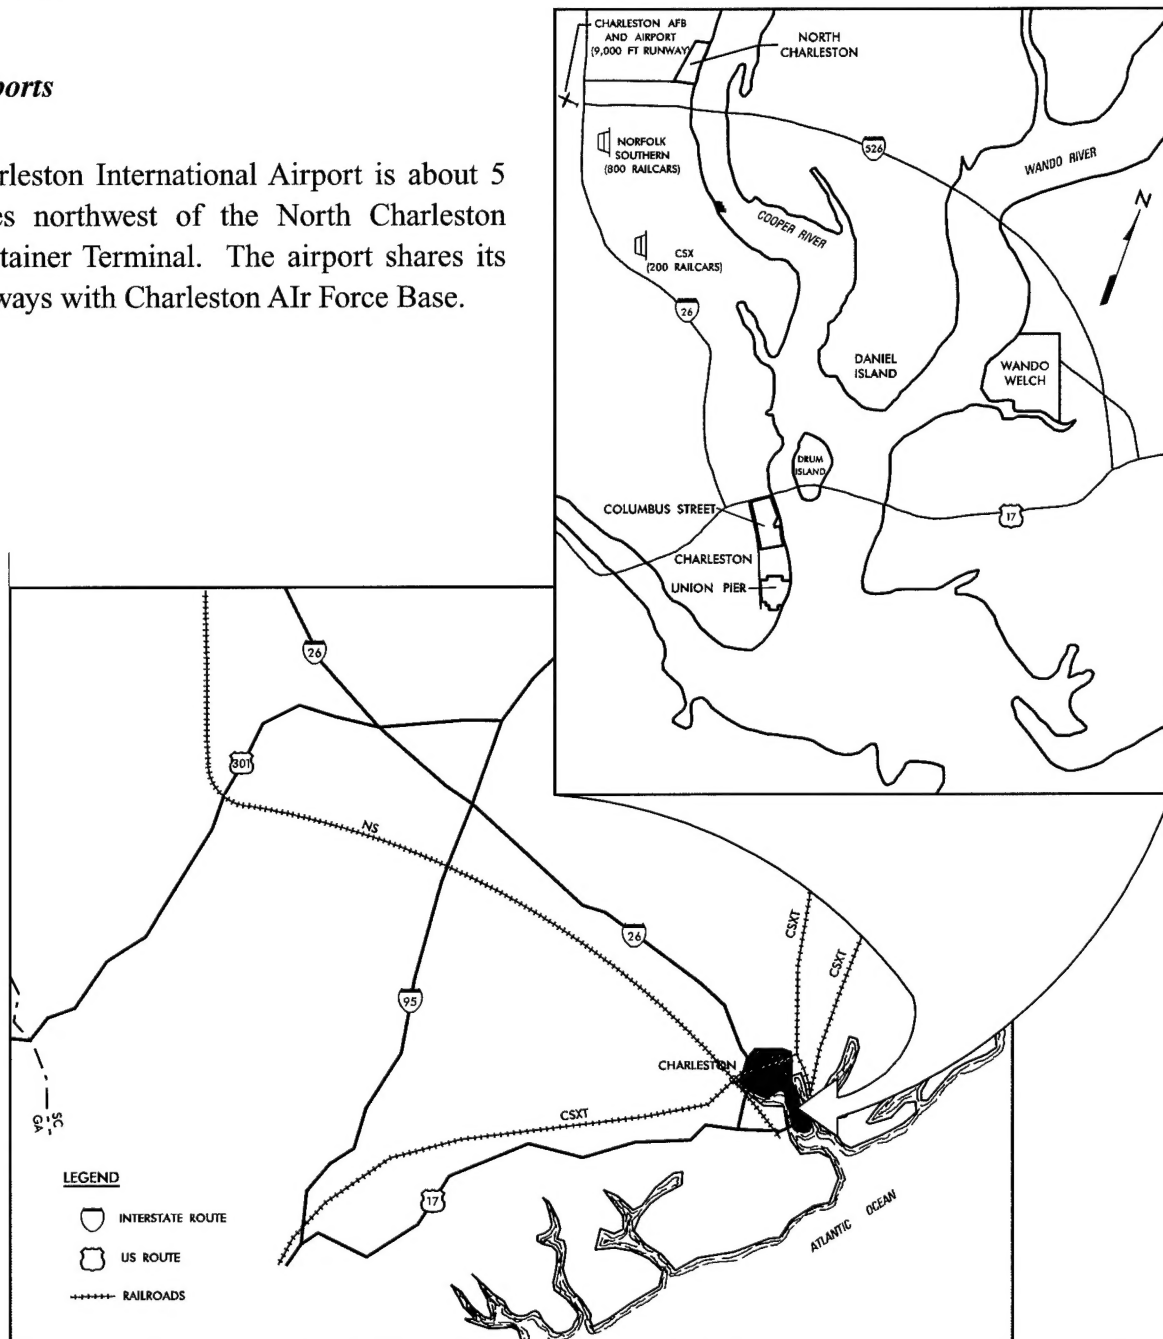 ports
rleston International Airport is about 5
es northwest of the North Charleston
tainer Terminal. The airport shares its
ways with Charleston AIr Force Base.
CHARLESTON AFB
AND AIRPORT
(9,000 FT RUNWAY)
NORTH
CHARLESTON
NORFOLK
SOUTHERN
(800 RAILCARS)
526
WANDO RIVER
N
COOPER RIVER
CSX
(200 RAILCARS)
26
DANIEL
ISLAND
WANDO
WELCH
DRUM
ISLAND
COLUMBUS STREET
17
CHARLESTON
UNION PIER
26
301
NS
CSXT
CSXT
26
95
CHARLESTON
CSXT
SC
GA
17
ATLANTIC OCEAN
LEGEND
INTERSTATE ROUTE
US ROUTE
RAILROADS